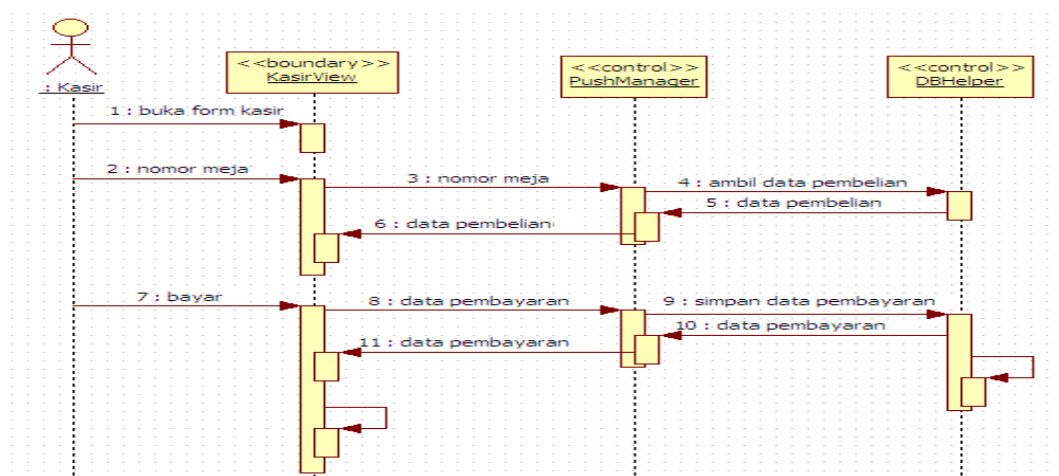 <<boundary>>
KasirView
<<control>>
PushManager
<<control>>
DBHelper
: Kasir
1 : buka form kasir
2 : nomor meja
3 : nomor meja
4 : ambil data pembelian
5 : data pembelian
6 : data pembelian
7 : bayar
8 : data pembayaran
9 : simpan data pembayaran
10 : data pembayaran
11 : data pembayaran